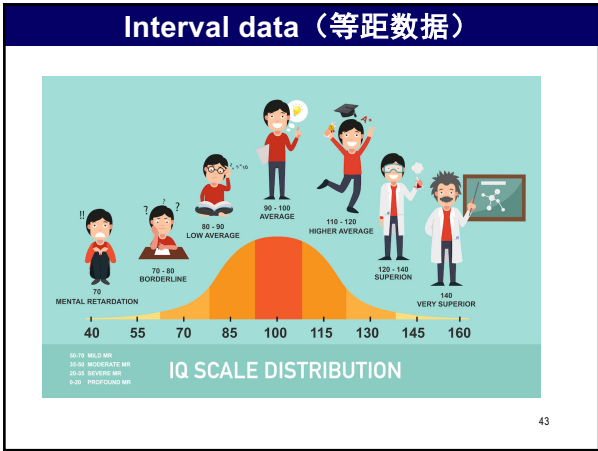 Interval data（等距数据）
!!
70
MENTAL RETARDATION
? ? ?
70 - 80
BORDERLINE
80 - 90
LOW AVERAGE
90 - 100
AVERAGE
A+
110 - 120
HIGHER AVERAGE
120 - 140
SUPERION
140
VERY SUPERIOR
40 55 70 85 100 115 130 145 160
50-70 MILD MR
35-50 MODERATE MR
20-35 SEVERE MR
0-20 PROFOUND MR
IQ SCALE DISTRIBUTION
43